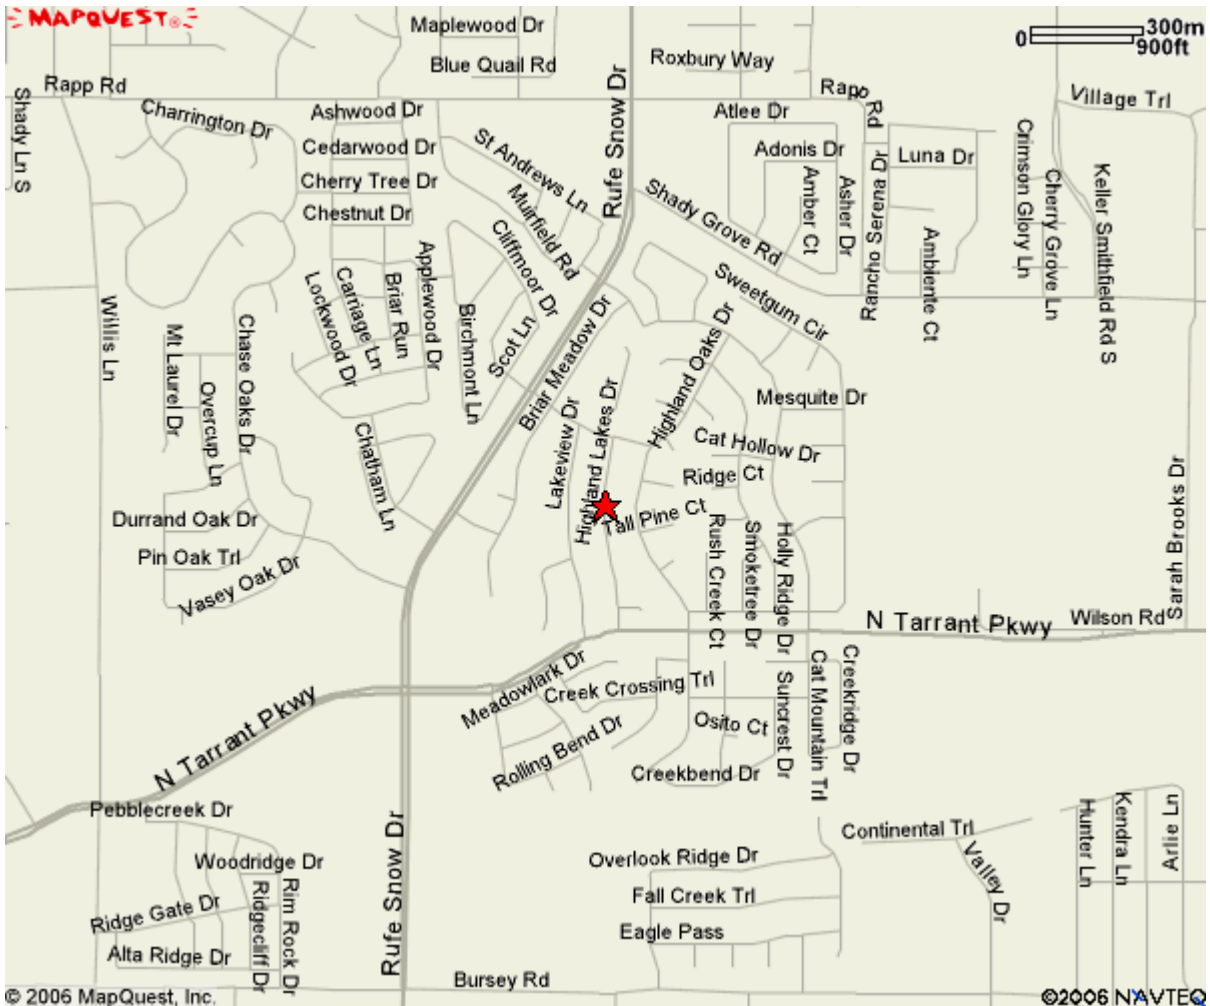 MAPQUEST®
0 300m
900ft
Maplewood Dr
Blue Quail Rd
Roxbury Way
Rapp Rd
Rapp Rd
Village Trl
Shady Ln S
Charrington Dr
Ashwood Dr
Atlee Dr
Cedarwood Dr
St Andrews Ln
Rufe Snow Dr
Adonis Dr
Luna Dr
Crimson Glory Ln
Cherry Grove Ln
Keller Smithfield Rd S
Cherry Tree Dr
Muirfield Rd
Shady Grove Rd
Amber Ct
Asher Dr
Rancho Serena Dr
Chestnut Dr
Cliffmoor Dr
Ambiente Ct
Applewood Dr
Briar Run
Carriage Ln
Lockwood Dr
Sweetgum Cir
Willis Ln
Mt Laurel Dr
Overcup Ln
Chase Oaks Dr
Birchmont Ln
Scot Ln
Briar Meadow Dr
Highland Oaks Dr
Mesquite Dr
Lakeview Dr
Highland Lakes Dr
Cat Hollow Dr
Chatham Ln
Ridge Ct
Sarah Brooks Dr
Durrand Oak Dr
Tall Pine Ct
Rush Creek Ct
Smoketree Dr
Holly Ridge Dr
Pin Oak Trl
Vasey Oak Dr
N Tarrant Pkwy
Wilson Rd
Meadowlark Dr
Creek Crossing Trl
Suncrest Dr
Cat Mountain Trl
Creekridge Dr
N Tarrant Pkwy
Rolling Bend Dr
Osito Ct
Creekbend Dr
Pebblecreek Dr
Rufe Snow Dr
Continental Trl
Hunter Ln
Kendra Ln
Arlie Ln
Woodridge Dr
Overlook Ridge Dr
Valley Dr
Ridge Gate Dr
Ridgecliff Dr
Rim Rock Dr
Fall Creek Trl
Eagle Pass
Alta Ridge Dr
Bursey Rd
© 2006 MapQuest, Inc.
©2006 NAVTEQ